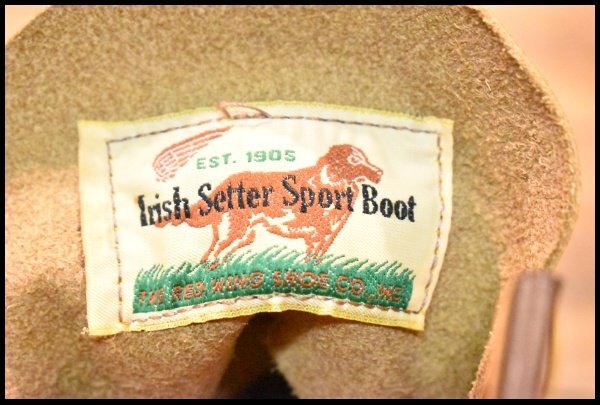 EST. 1905
Irish Setter Sport Boot
THE RED WING SHOE CO., INC.